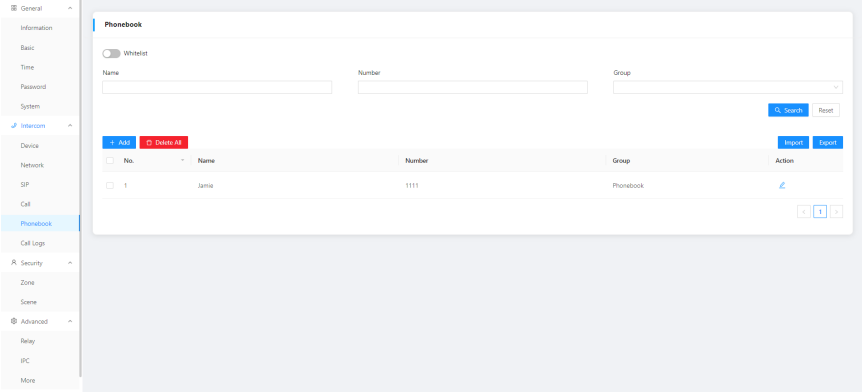 General
Information
Basic
Time
Password
System
Intercom
Device
Network
SIP
Call
Phonebook
Call Logs
Security
Zone
Scene
Advanced
Relay
IPC
More
Phonebook
Whitelist
Name Number Group
Search Reset
+ Add Delete All Import Export
No. Name Number Group Action
1 Jamie 1111 Phonebook
< 1 >